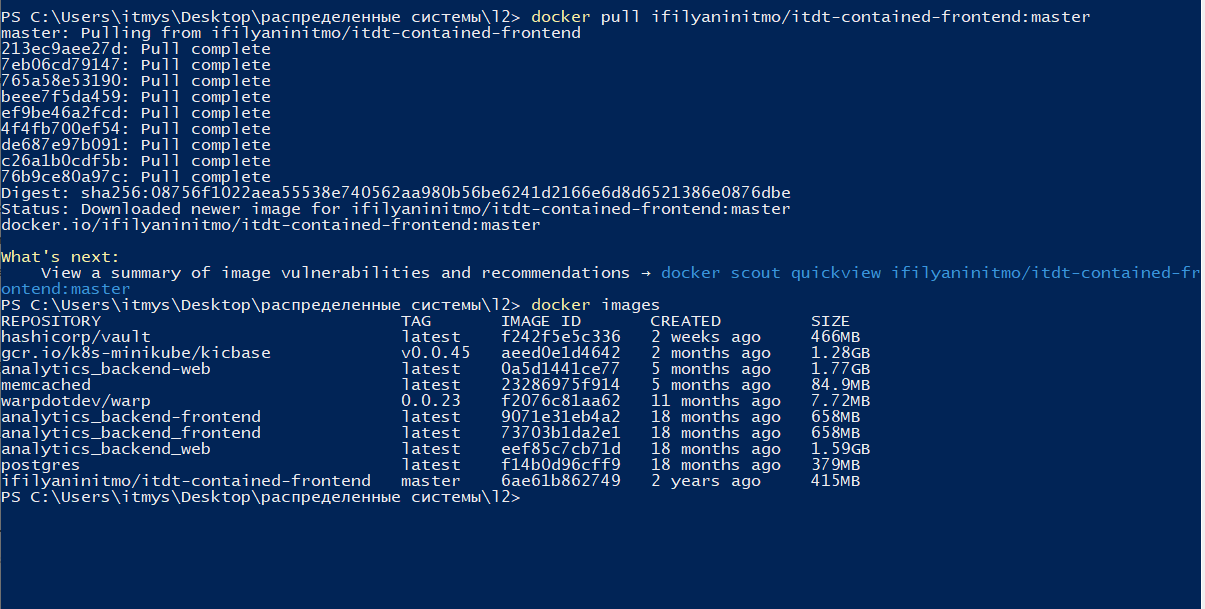 PS C:\Users\itmys\Desktop\распределенные системы\l2> docker pull ifilyaninitmo/itdt-contained-frontend:master
master: Pulling from ifilyaninitmo/itdt-contained-frontend
213ec9aee27d: Pull complete
7eb06cd79147: Pull complete
765a58e53190: Pull complete
beee7f5da459: Pull complete
ef9be46a2fcd: Pull complete
4f4fb700ef54: Pull complete
de687e97b091: Pull complete
c26a1b0cdf5b: Pull complete
76b9ce80a97c: Pull complete
Digest: sha256:08756f1022aea55538e740562aa980b56be6241d2166e6d8d6521386e0876dbe
Status: Downloaded newer image for ifilyaninitmo/itdt-contained-frontend:master
docker.io/ifilyaninitmo/itdt-contained-frontend:master
What's next:
    View a summary of image vulnerabilities and recommendations → docker scout quickview ifilyaninitmo/itdt-contained-fr
ontend:master
PS C:\Users\itmys\Desktop\распределенные системы\l2> docker images
REPOSITORY                              TAG       IMAGE ID       CREATED         SIZE
hashicorp/vault                         latest    f242f5e5c336   2 weeks ago     466MB
gcr.io/k8s-minikube/kicbase             v0.0.45   aeed0e1d4642   2 months ago    1.28GB
analytics_backend-web                   latest    0a5d1441ce77   5 months ago    1.77GB
memcached                               latest    23286975f914   5 months ago    84.9MB
warpdotdev/warp                         0.0.23    f2076c81aa62   11 months ago   7.72MB
analytics_backend-frontend              latest    9071e31eb4a2   18 months ago   658MB
analytics_backend_frontend              latest    73703b1da2e1   18 months ago   658MB
analytics_backend_web                   latest    eef85c7cb71d   18 months ago   1.59GB
postgres                                latest    f14b0d96cff9   18 months ago   379MB
ifilyaninitmo/itdt-contained-frontend   master    6ae61b862749   2 years ago     415MB
PS C:\Users\itmys\Desktop\распределенные системы\l2>